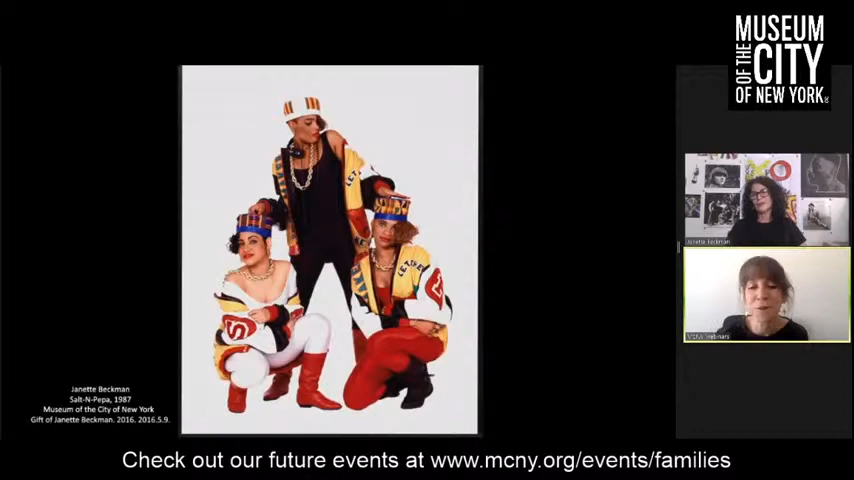 MUSEUM
OF THE CITY
OF NEW YORK
Janette Beckman
MCNY Webinars
Janette Beckman
Salt-N-Pepa, 1987
Museum of the City of New York
Gift of Janette Beckman. 2016. 2016.5.9.
Check out our future events at www.mcny.org/events/families